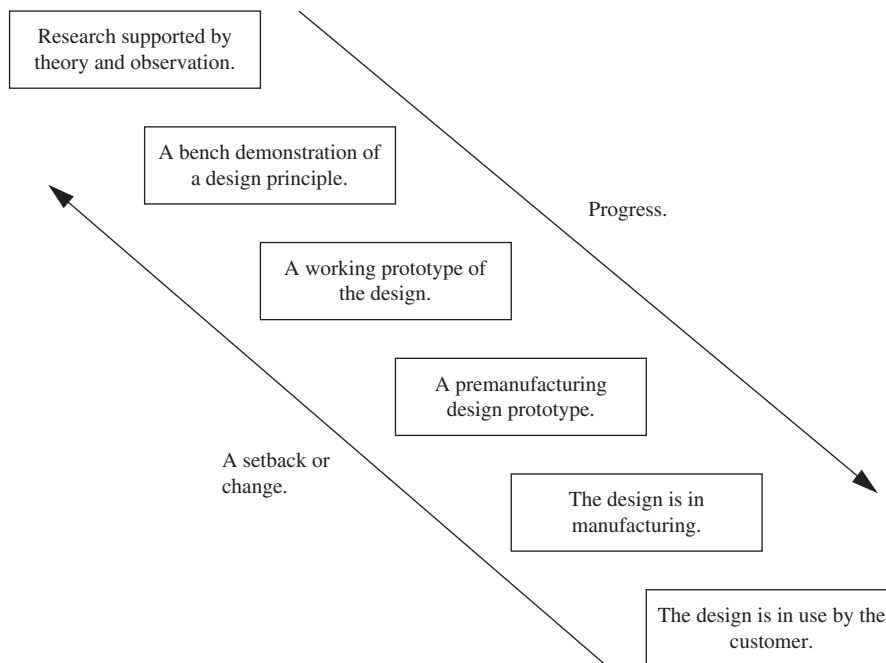 Research supported by
theory and observation.
A bench demonstration of
a design principle.
Progress.
A working prototype of
the design.
A premanufacturing
design prototype.
A setback or
change.
The design is in
manufacturing.
The design is in use by the
customer.